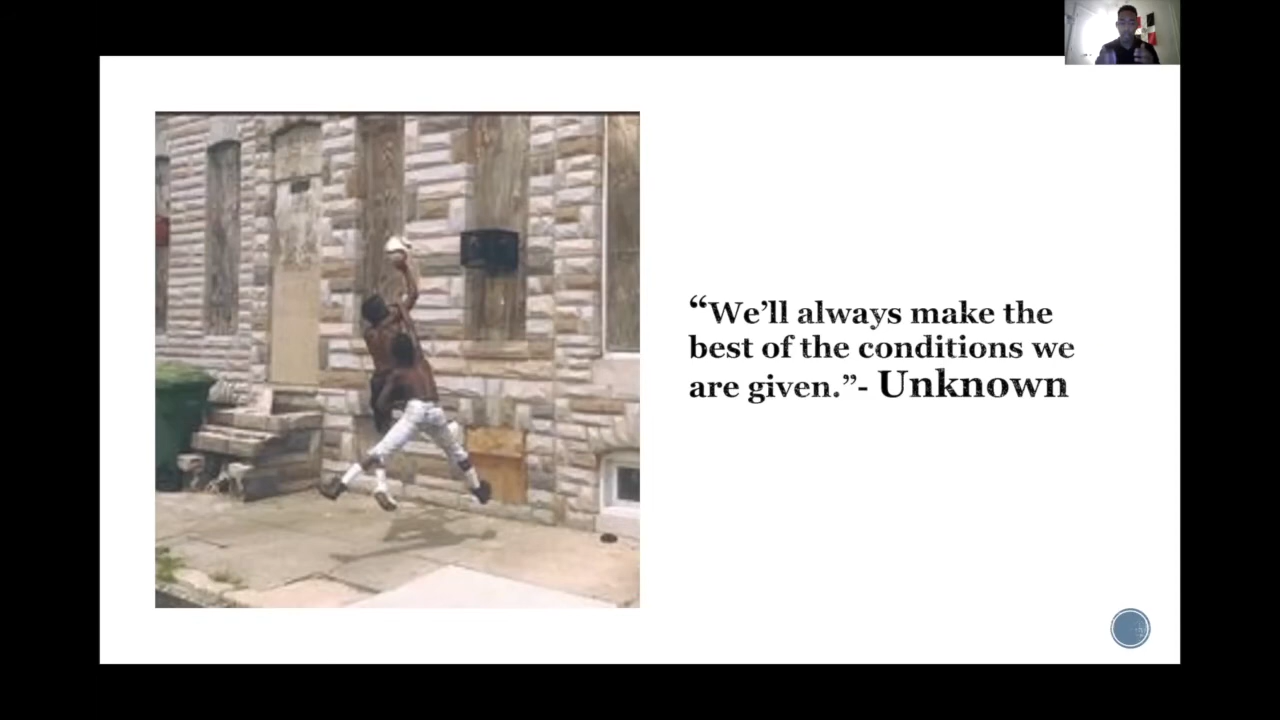 “We’ll always make the
best of the conditions we
are given.”- Unknown